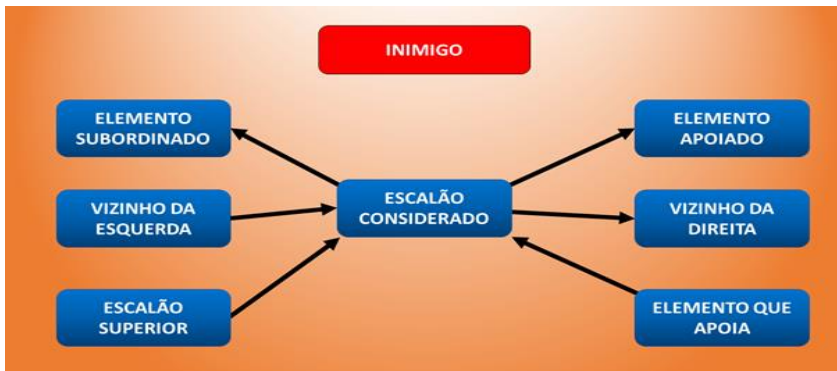 INIMIGO
ELEMENTO
SUBORDINADO
ELEMENTO
APOIADO
VIZINHO DA
ESQUERDA
ESCALÃO
CONSIDERADO
VIZINHO DA
DIREITA
ESCALÃO
SUPERIOR
ELEMENTO QUE
APOIA